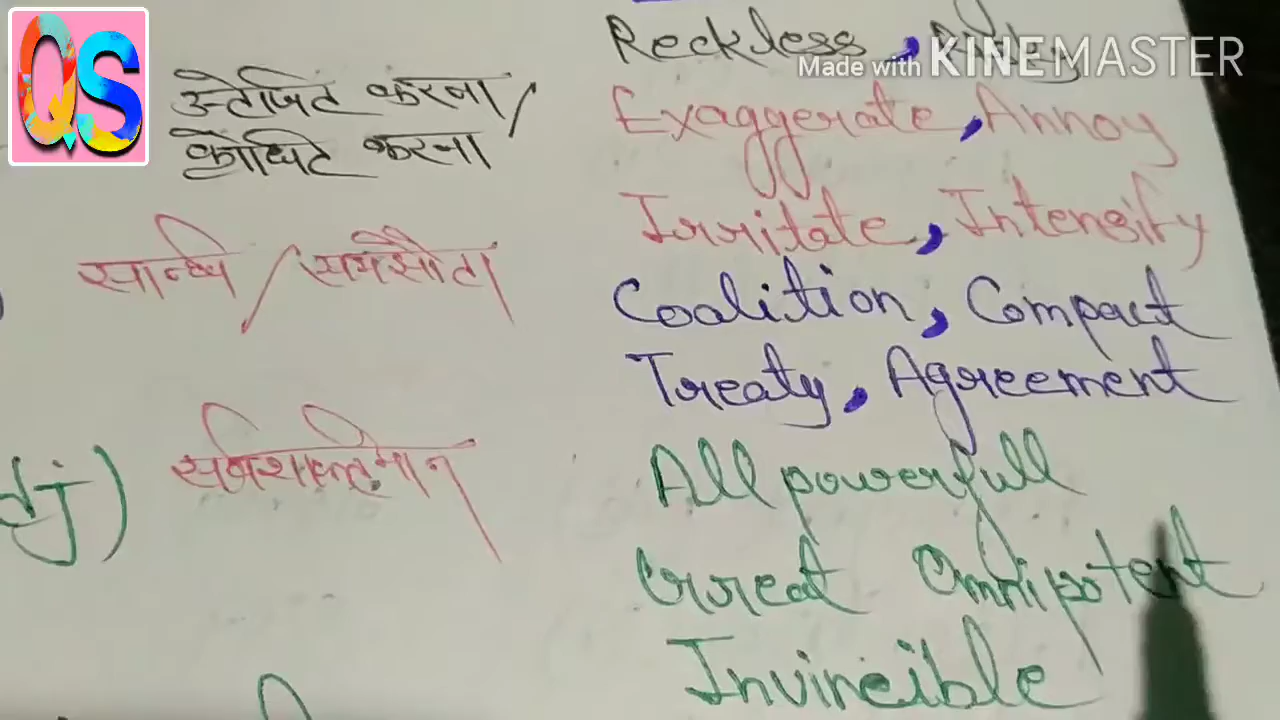 QS
Reckless,
Made with KINEMASTER
उत्तेजित करना/
क्रोधित करना
Exaggerate, Annoy
Irritate, Intensify
सन्धि / समझौता
Coalition, Compact
Treaty, Agreement
dj)
सर्वशक्तिमान
All powerfull
Great Omnipotent
Invincible